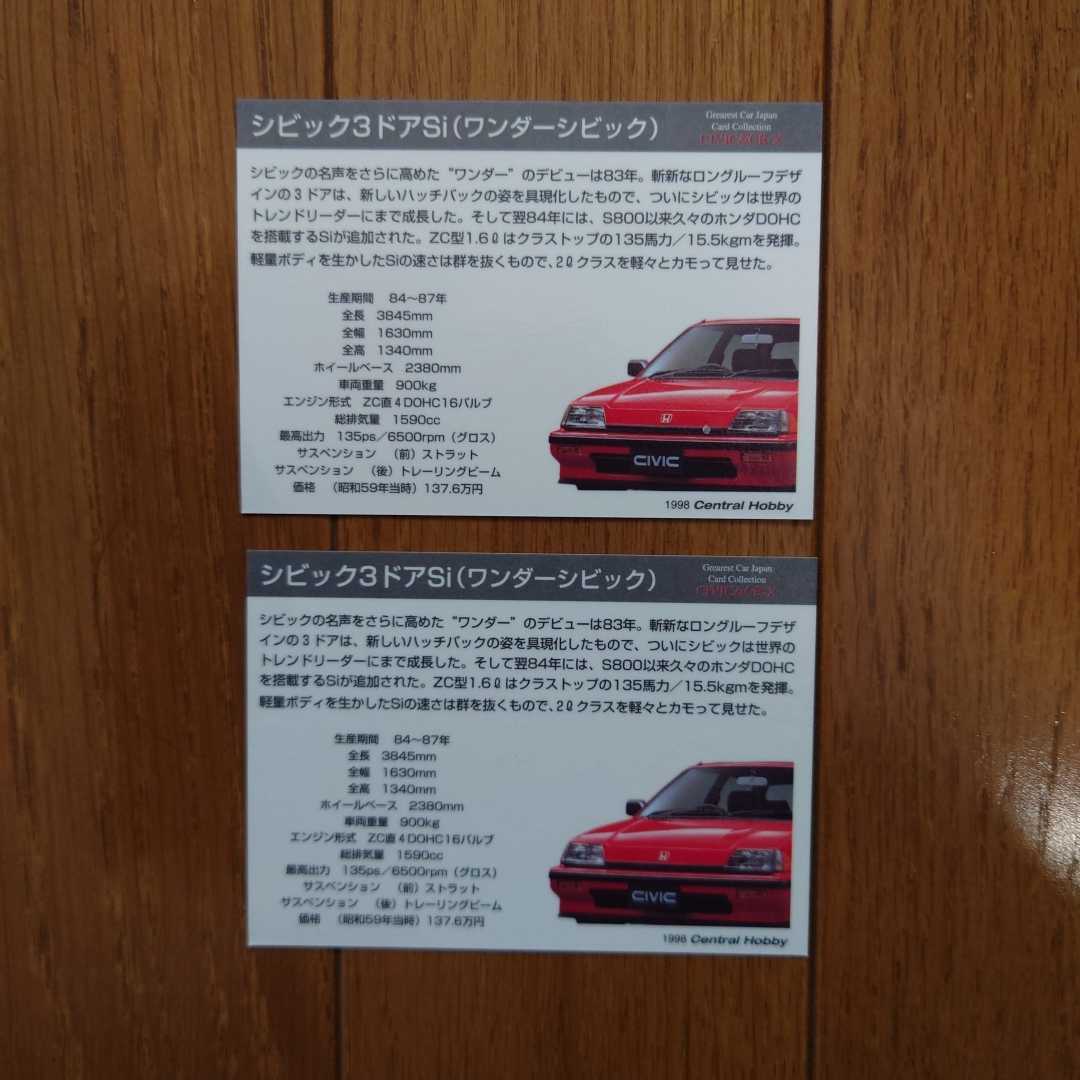 シビック3ドアSi（ワンダーシビック）
Grearest Car Japan
Card Collection
CIVIC&CR-X
シビックの名声をさらに高めた“ワンダー”のデビューは83年。斬新なロングルーフデザ
インの3ドアは、新しいハッチバックの姿を具現化したもので、ついにシビックは世界の
トレンドリーダーにまで成長した。そして翌84年には、S800以来久々のホンダDOHC
を搭載するSiが追加された。ZC型1.6ℓはクラストップの135馬力／15.5kgmを発揮。
軽量ボディを生かしたSiの速さは群を抜くもので、2ℓクラスを軽々とカモって見せた。
生産期間　84〜87年
全長　3845mm
全幅　1630mm
全高　1340mm
ホイールベース　2380mm
車両重量　900kg
エンジン形式　ZC直4DOHC16バルブ
総排気量　1590cc
最高出力　135ps／6500rpm（グロス）
サスペンション　（前）ストラット
サスペンション　（後）トレーリングビーム
価格　（昭和59年当時）137.6万円
CIVIC
1998 Central Hobby
シビック3ドアSi（ワンダーシビック）
Grearest Car Japan
Card Collection
CIVIC&CR-X
シビックの名声をさらに高めた“ワンダー”のデビューは83年。斬新なロングルーフデザ
インの3ドアは、新しいハッチバックの姿を具現化したもので、ついにシビックは世界の
トレンドリーダーにまで成長した。そして翌84年には、S800以来久々のホンダDOHC
を搭載するSiが追加された。ZC型1.6ℓはクラストップの135馬力／15.5kgmを発揮。
軽量ボディを生かしたSiの速さは群を抜くもので、2ℓクラスを軽々とカモって見せた。
生産期間　84〜87年
全長　3845mm
全幅　1630mm
全高　1340mm
ホイールベース　2380mm
車両重量　900kg
エンジン形式　ZC直4DOHC16バルブ
総排気量　1590cc
最高出力　135ps／6500rpm（グロス）
サスペンション　（前）ストラット
サスペンション　（後）トレーリングビーム
価格　（昭和59年当時）137.6万円
CIVIC
1998 Central Hobby